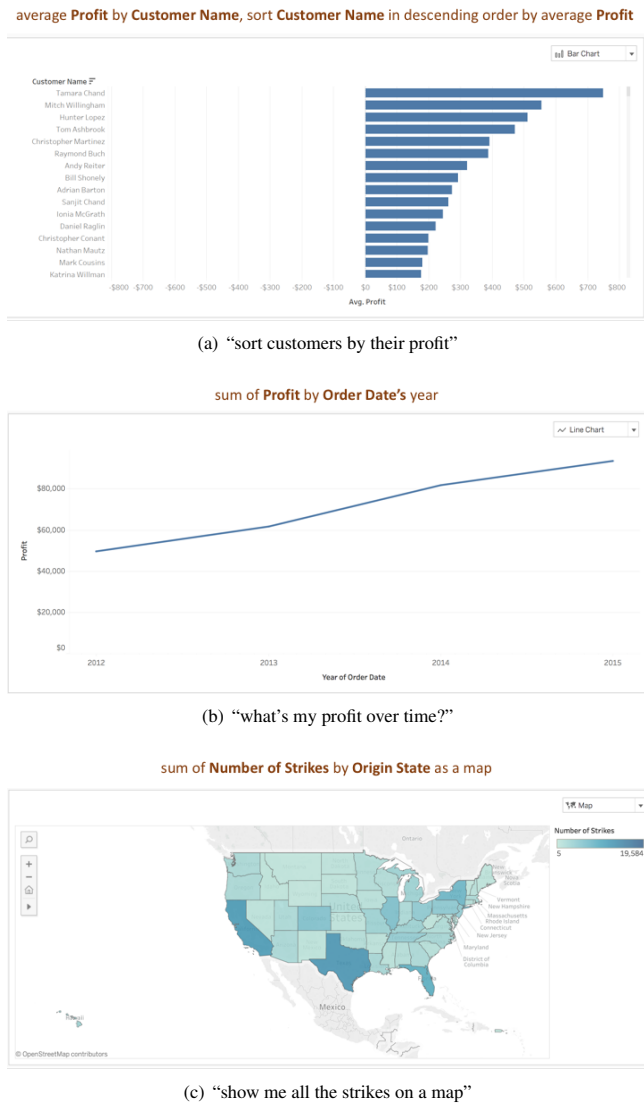 average Profit by Customer Name, sort Customer Name in descending order by average Profit
Bar Chart
Customer Name
Tamara Chand
Mitch Willingham
Hunter Lopez
Tom Ashbrook
Christopher Martinez
Raymond Buch
Andy Reiter
Bill Shonely
Adrian Barton
Sanjit Chand
Ionia McGrath
Daniel Raglin
Christopher Conant
Nathan Mautz
Mark Cousins
Katrina Willman
-$800 -$700 -$600 -$500 -$400 -$300 -$200 -$100 $0 $100 $200 $300 $400 $500 $600 $700 $800
Avg. Profit
(a) “sort customers by their profit”
sum of Profit by Order Date’s year
Line Chart
$80,000
$60,000
$40,000
$20,000
$0
Profit
2012 2013 2014 2015
Year of Order Date
(b) “what’s my profit over time?”
sum of Number of Strikes by Origin State as a map
Map
Number of Strikes
5 19,584
Ontario
Nova
Scotia
Vermont
New Hampshire
Massachusetts
Rhode Island
Connecticut
New Jersey
Maryland
District of
Columbia
United
States
Mexico
Hawaii
© OpenStreetMap contributors
(c) “show me all the strikes on a map”